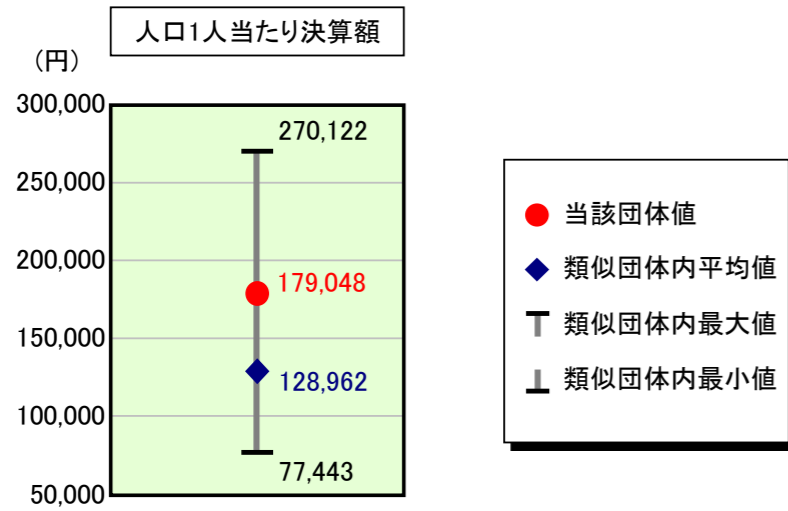 人口1人当たり決算額
(円)
300,000
270,122
250,000
200,000
179,048
150,000
128,962
100,000
77,443
50,000
当該団体値
類似団体内平均値
類似団体内最大値
類似団体内最小値